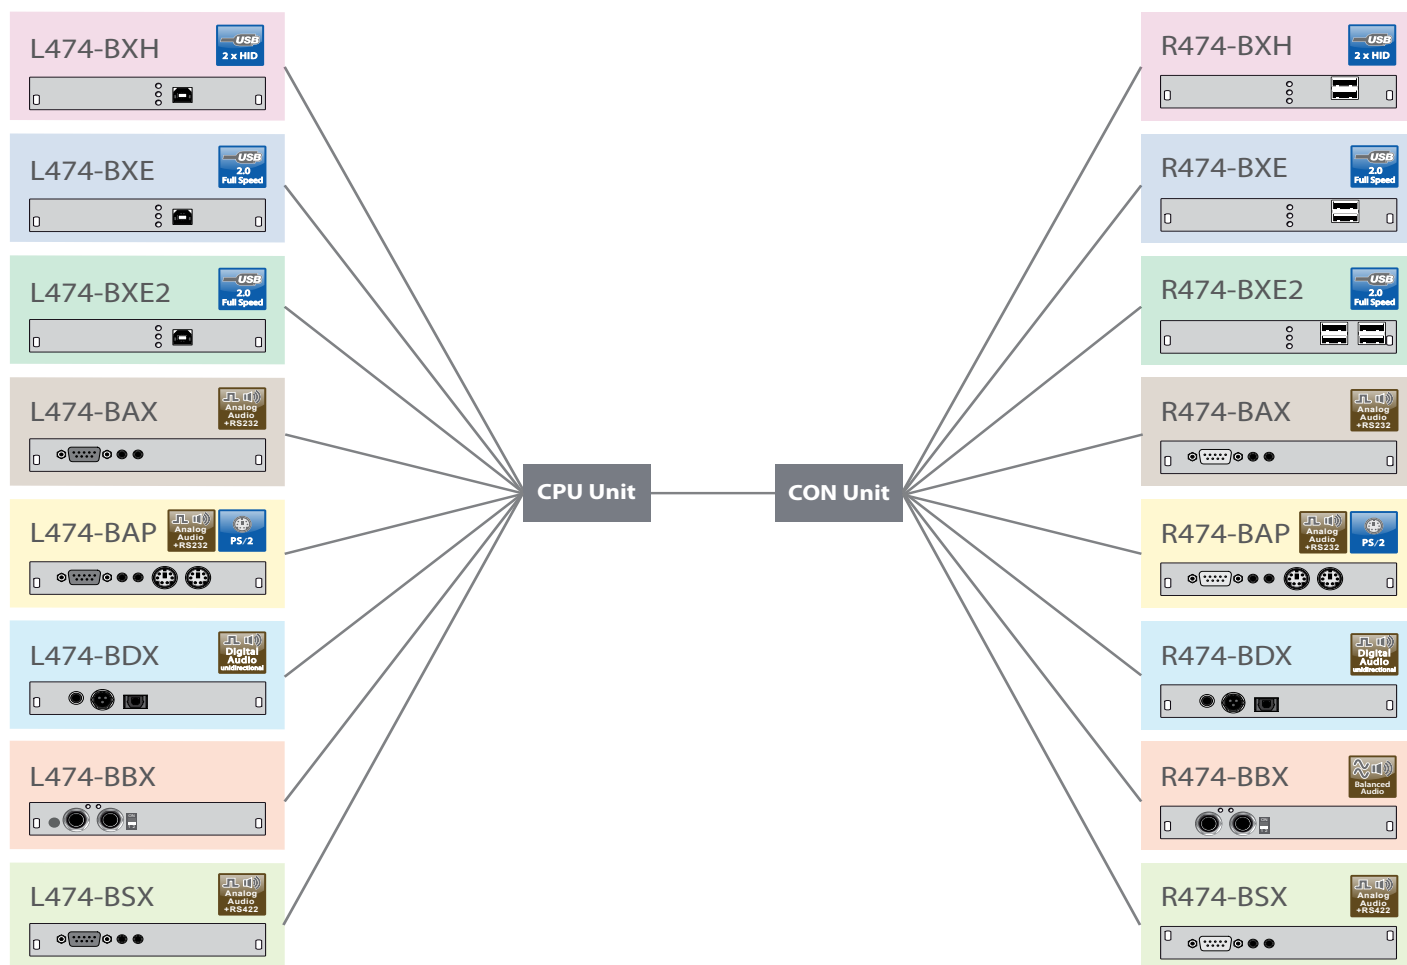 L474-BXH
USB
2 x HID
L474-BXE
USB
2.0
Full Speed
L474-BXE2
USB
2.0
Full Speed
L474-BAX
Analog
Audio
+RS232
L474-BAP
Analog
Audio
+RS232
PS/2
L474-BDX
Digital
Audio
unidirectional
L474-BBX
L474-BSX
Analog
Audio
+RS422
CPU Unit
CON Unit
R474-BXH
USB
2 x HID
R474-BXE
USB
2.0
Full Speed
R474-BXE2
USB
2.0
Full Speed
R474-BAX
Analog
Audio
+RS232
R474-BAP
Analog
Audio
+RS232
PS/2
R474-BDX
Digital
Audio
unidirectional
R474-BBX
Balanced
Audio
R474-BSX
Analog
Audio
+RS422